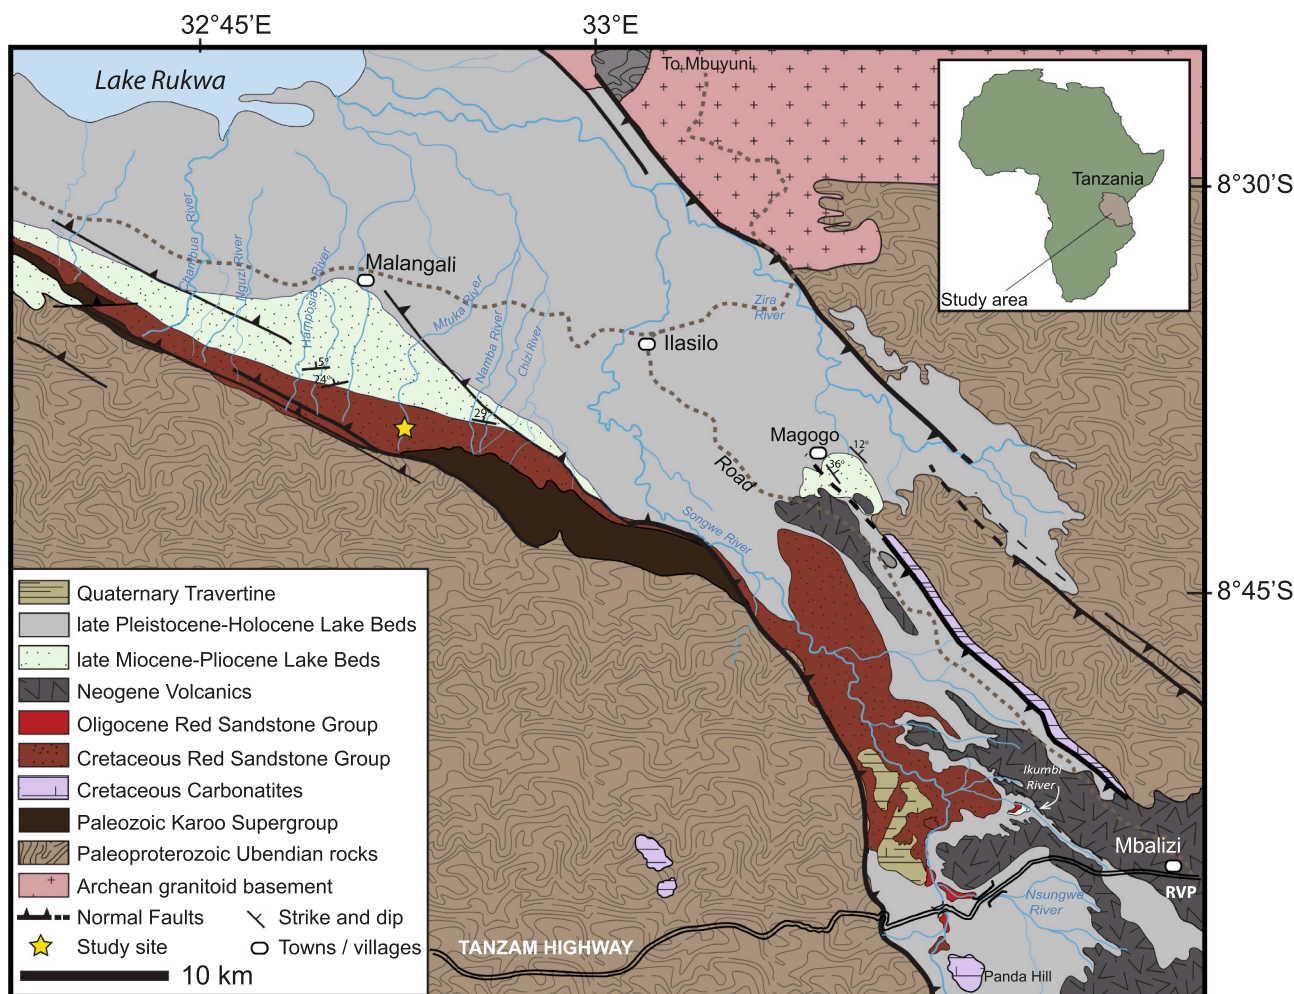 32°45’E
33°E
Lake Rukwa
To Mbuyuni
Tanzania
Study area
8°30’S
Chambua River
Nguzi River
Hamposia River
Malangali
Mtuka River
Namba River
Chizi River
Zira
River
Ilasilo
5°
24°
29°
Magogo
12°
36°
Road
Songwe River
8°45’S
Quaternary Travertine
late Pleistocene-Holocene Lake Beds
late Miocene-Pliocene Lake Beds
Neogene Volcanics
Oligocene Red Sandstone Group
Cretaceous Red Sandstone Group
Cretaceous Carbonatites
Paleozoic Karoo Supergroup
Paleoproterozoic Ubendian rocks
Archean granitoid basement
Normal Faults
Strike and dip
Study site
Towns / villages
10 km
Ikumbi
River
Mbalizi
RVP
Nsungwe
River
TANZAM HIGHWAY
Panda Hill